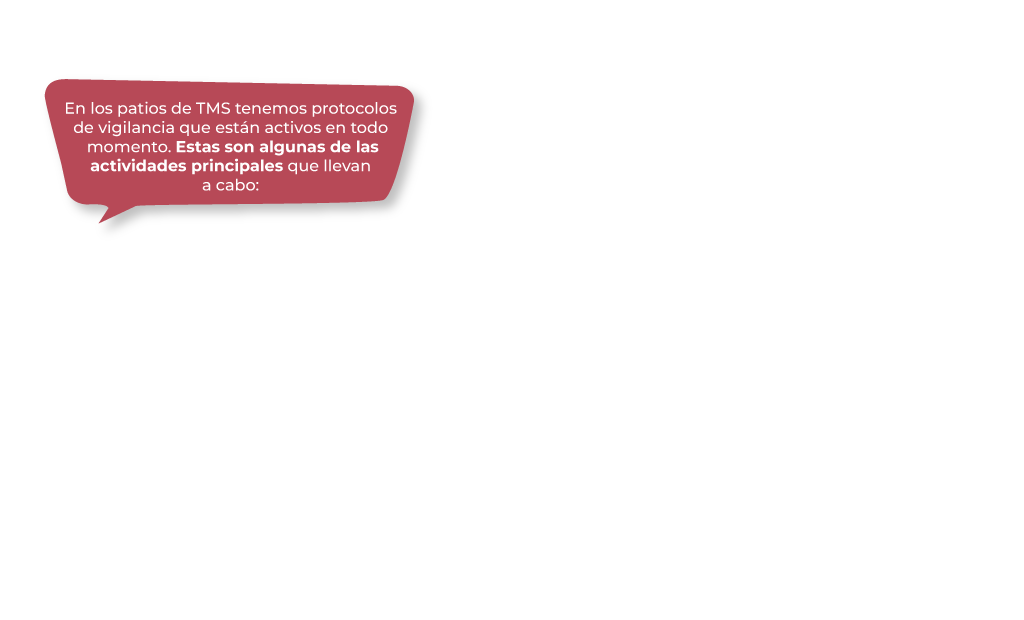 En los patios de TMS tenemos protocolos
de vigilancia que están activos en todo
momento. Estas son algunas de las
actividades principales que llevan
a cabo: